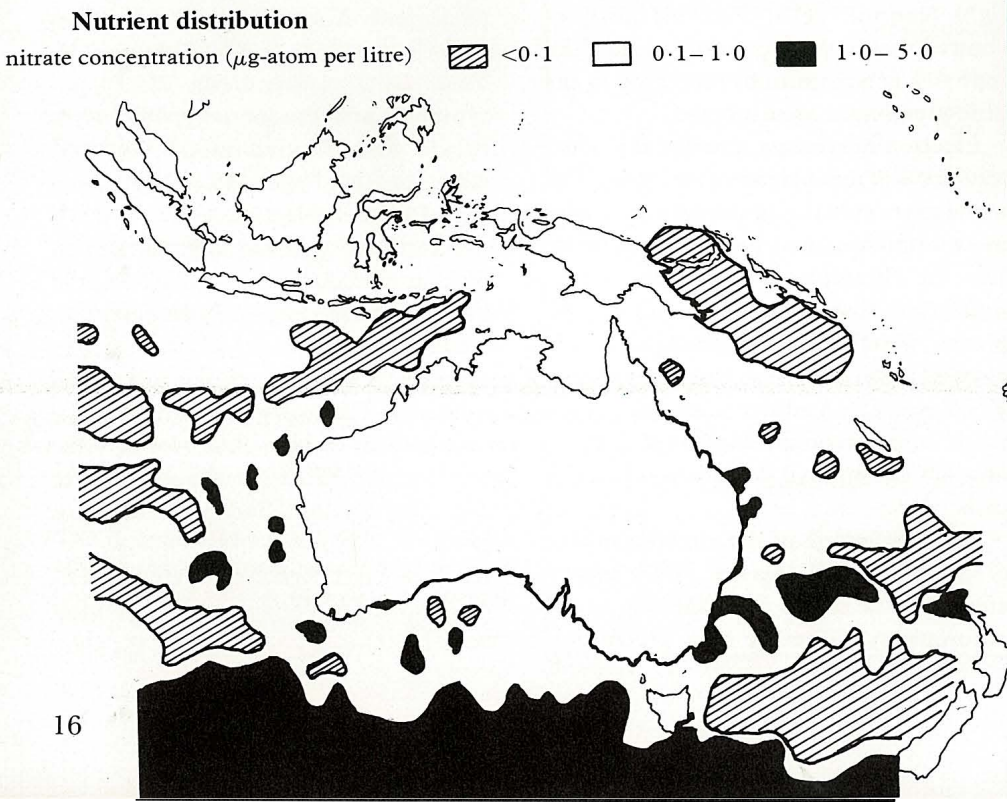 Nutrient distribution
nitrate concentration (μg-atom per litre) <0·1 0·1–1·0 1·0–5·0
16